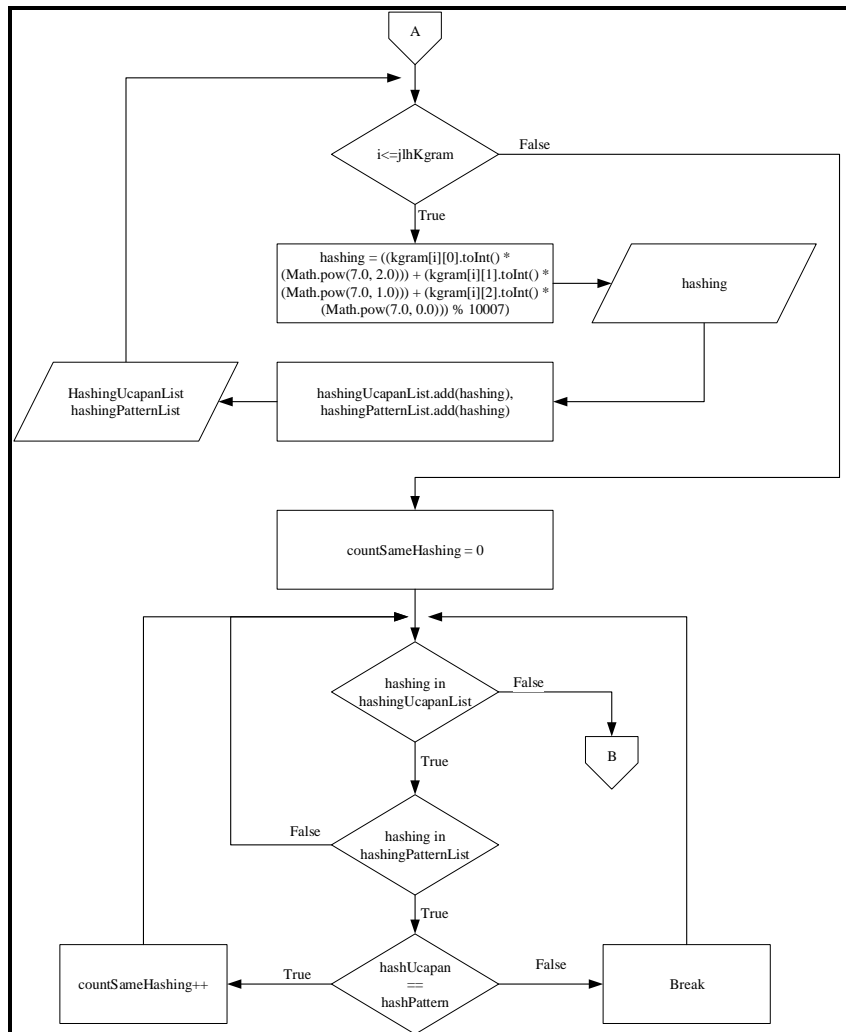 A
i<=jlhKgram
False
True
hashing = ((kgram[i][0].toInt() *
(Math.pow(7.0, 2.0))) + (kgram[i][1].toInt() *
(Math.pow(7.0, 1.0))) + (kgram[i][2].toInt() *
(Math.pow(7.0, 0.0))) % 10007)
hashing
HashingUcapanList
hashingPatternList
hashingUcapanList.add(hashing),
hashingPatternList.add(hashing)
countSameHashing = 0
hashing in
hashingUcapanList
False
B
True
False
hashing in
hashingPatternList
True
countSameHashing++
True
hashUcapan
==
hashPattern
False
Break